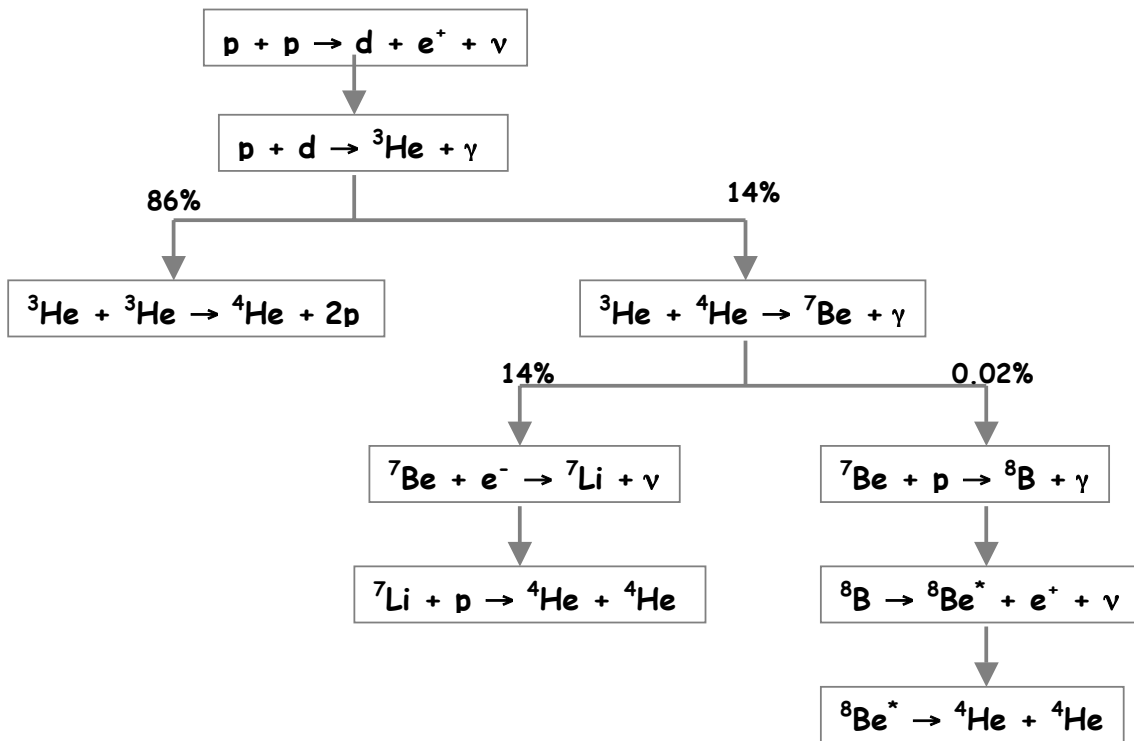 p + p → d + e⁺ + ν
p + d → ³He + γ
86%
14%
³He + ³He → ⁴He + 2p
³He + ⁴He → ⁷Be + γ
14%
0.02%
⁷Be + e⁻ → ⁷Li + ν
⁷Be + p → ⁸B + γ
⁷Li + p → ⁴He + ⁴He
⁸B → ⁸Be* + e⁺ + ν
⁸Be* → ⁴He + ⁴He